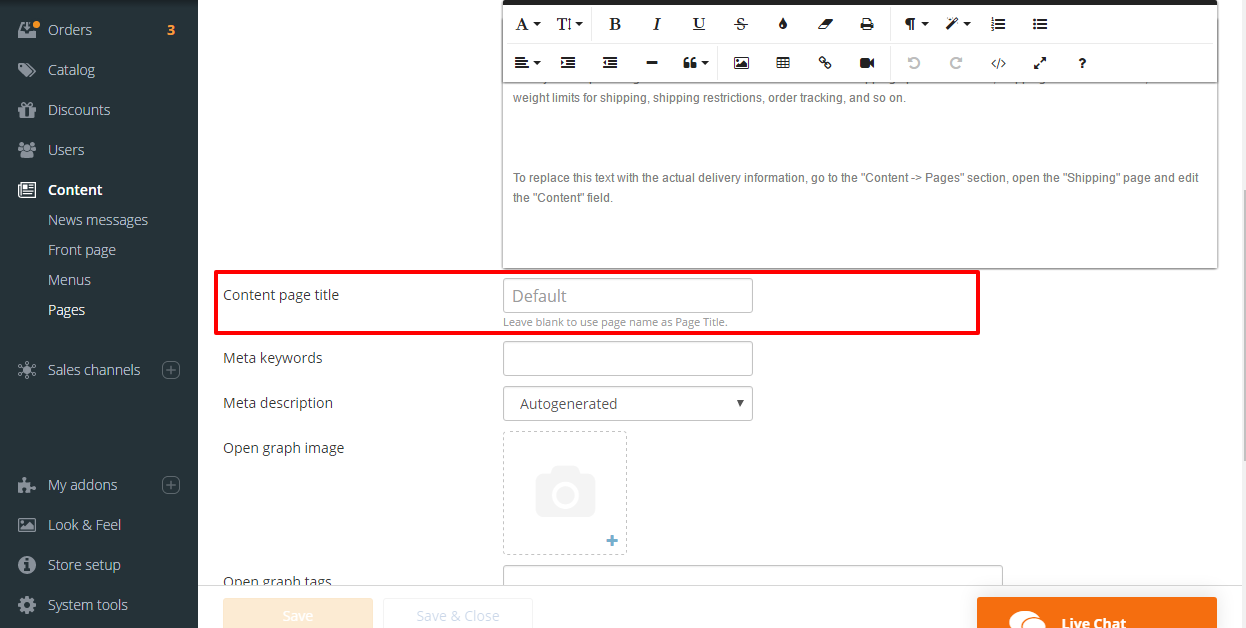 Orders 3
Catalog
Discounts
Users
Content
News messages
Front page
Menus
Pages
Sales channels
My addons
Look & Feel
Store setup
System tools
weight limits for shipping, shipping restrictions, order tracking, and so on.
To replace this text with the actual delivery information, go to the "Content -> Pages" section, open the "Shipping" page and edit
the "Content" field.
Content page title
Default
Leave blank to use page name as Page Title.
Meta keywords
Meta description
Autogenerated
Open graph image
Open graph tags
Save
Save & Close
Live Chat